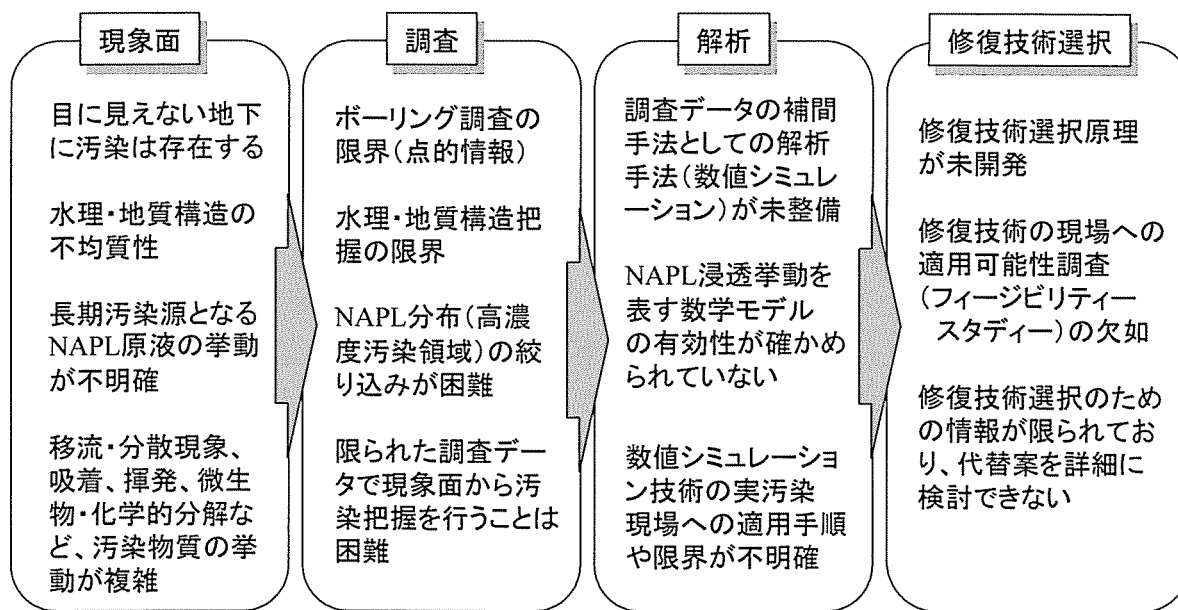 現象面
目に見えない地下
に汚染は存在する
水理・地質構造の
不均質性
長期汚染源となる
NAPL原液の挙動
が不明確
移流・分散現象、
吸着、揮発、微生
物・化学的分解な
ど、汚染物質の挙
動が複雑
調査
ボーリング調査の
限界(点的情報)
水理・地質構造把
握の限界
NAPL分布(高濃
度汚染領域)の絞
り込みが困難
限られた調査デー
タで現象面から汚
染把握を行うことは
困難
解析
調査データの補間
手法としての解析
手法(数値シミュレ
ーション)が未整備
NAPL浸透挙動を
表す数学モデル
の有効性が確かめ
られていない
数値シミュレーショ
ン技術の実汚染
現場への適用手順
や限界が不明確
修復技術選択
修復技術選択原理
が未開発
修復技術の現場への
適用可能性調査
(フィージビリティー
スタディー)の欠如
修復技術選択のため
の情報が限られてお
り、代替案を詳細に
検討できない